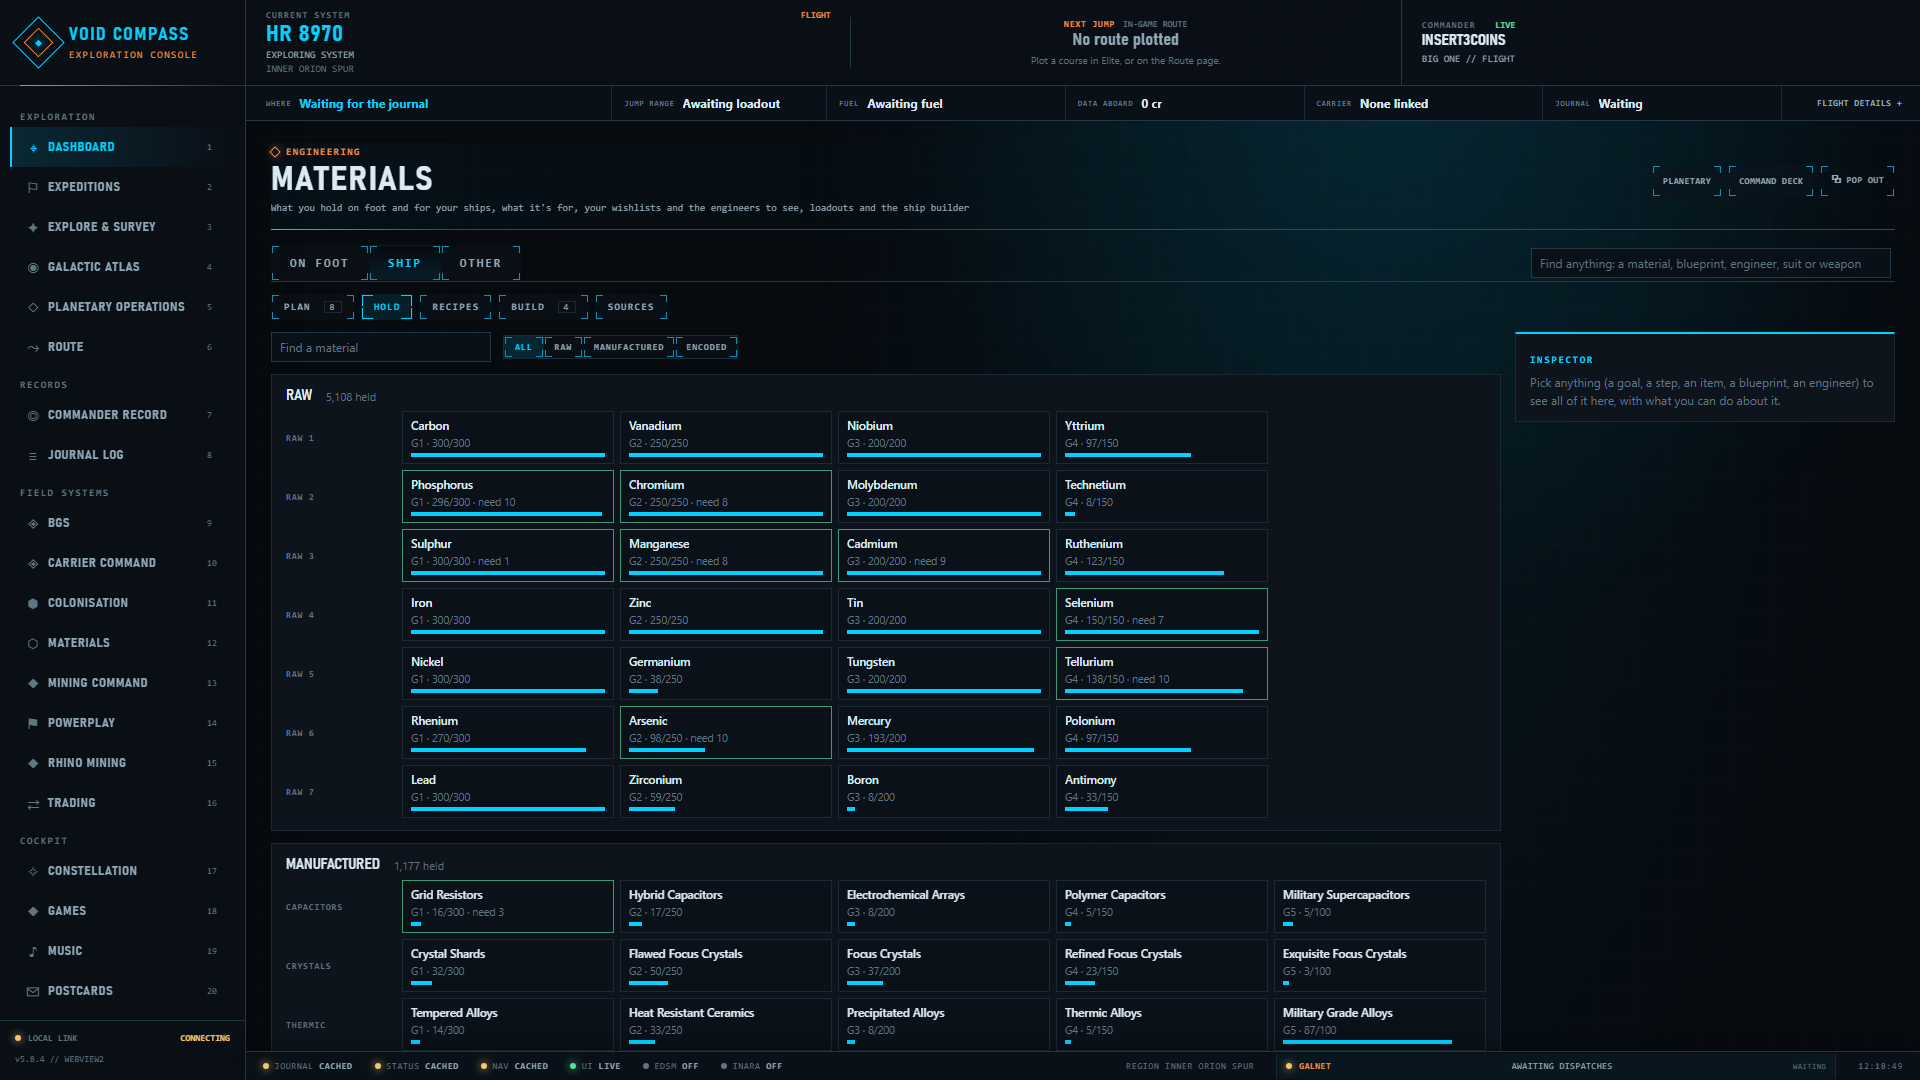 VOID COMPASS
EXPLORATION CONSOLE
CURRENT SYSTEM
HR 8970
EXPLORING SYSTEM
INNER ORION SPUR
FLIGHT
NEXT JUMP IN-GAME ROUTE
No route plotted
Plot a course in Elite, or on the Route page.
COMMANDER LIVE
INSERT3COINS
BIG ONE // FLIGHT
WHERE Waiting for the journal
JUMP RANGE Awaiting loadout
FUEL Awaiting fuel
DATA ABOARD 0 cr
CARRIER None linked
JOURNAL Waiting
FLIGHT DETAILS +
EXPLORATION
DASHBOARD 1
EXPEDITIONS 2
EXPLORE & SURVEY 3
GALACTIC ATLAS 4
PLANETARY OPERATIONS 5
ROUTE 6
RECORDS
COMMANDER RECORD 7
JOURNAL LOG 8
FIELD SYSTEMS
BGS 9
CARRIER COMMAND 10
COLONISATION 11
MATERIALS 12
MINING COMMAND 13
POWERPLAY 14
RHINO MINING 15
TRADING 16
COCKPIT
CONSTELLATION 17
GAMES 18
MUSIC 19
POSTCARDS 20
LOCAL LINK CONNECTING
v5.8.4 // WEBVIEW2
ENGINEERING
MATERIALS
What you hold on foot and for your ships, what it's for, your wishlists and the engineers to see, loadouts and the ship builder
PLANETARY
COMMAND DECK
POP OUT
ON FOOT
SHIP
OTHER
Find anything: a material, blueprint, engineer, suit or weapon
PLAN 8
HOLD
RECIPES
BUILD 4
SOURCES
Find a material
ALL
RAW
MANUFACTURED
ENCODED
INSPECTOR
Pick anything (a goal, a step, an item, a blueprint, an engineer) to
see all of it here, with what you can do about it.
RAW 5,108 held
RAW 1
Carbon
G1 · 300/300
Vanadium
G2 · 250/250
Niobium
G3 · 200/200
Yttrium
G4 · 97/150
RAW 2
Phosphorus
G1 · 296/300 · need 10
Chromium
G2 · 250/250 · need 8
Molybdenum
G3 · 200/200
Technetium
G4 · 8/150
RAW 3
Sulphur
G1 · 300/300 · need 1
Manganese
G2 · 250/250 · need 8
Cadmium
G3 · 200/200 · need 9
Ruthenium
G4 · 123/150
RAW 4
Iron
G1 · 300/300
Zinc
G2 · 250/250
Tin
G3 · 200/200
Selenium
G4 · 150/150 · need 7
RAW 5
Nickel
G1 · 300/300
Germanium
G2 · 38/250
Tungsten
G3 · 200/200
Tellurium
G4 · 138/150 · need 10
RAW 6
Rhenium
G1 · 270/300
Arsenic
G2 · 98/250 · need 10
Mercury
G3 · 193/200
Polonium
G4 · 97/150
RAW 7
Lead
G1 · 300/300
Zirconium
G2 · 59/250
Boron
G3 · 8/200
Antimony
G4 · 33/150
MANUFACTURED 1,177 held
CAPACITORS
Grid Resistors
G1 · 16/300 · need 3
Hybrid Capacitors
G2 · 17/250
Electrochemical Arrays
G3 · 8/200
Polymer Capacitors
G4 · 5/150
Military Supercapacitors
G5 · 5/100
CRYSTALS
Crystal Shards
G1 · 32/300
Flawed Focus Crystals
G2 · 50/250
Focus Crystals
G3 · 37/200
Refined Focus Crystals
G4 · 23/150
Exquisite Focus Crystals
G5 · 3/100
THERMIC
Tempered Alloys
G1 · 14/300
Heat Resistant Ceramics
G2 · 33/250
Precipitated Alloys
G3 · 8/200
Thermic Alloys
G4 · 5/150
Military Grade Alloys
G5 · 87/100
JOURNAL CACHED
STATUS CACHED
NAV CACHED
UI LIVE
EDSM OFF
INARA OFF
REGION INNER ORION SPUR
GALNET
AWAITING DISPATCHES
WAITING
12:18:49